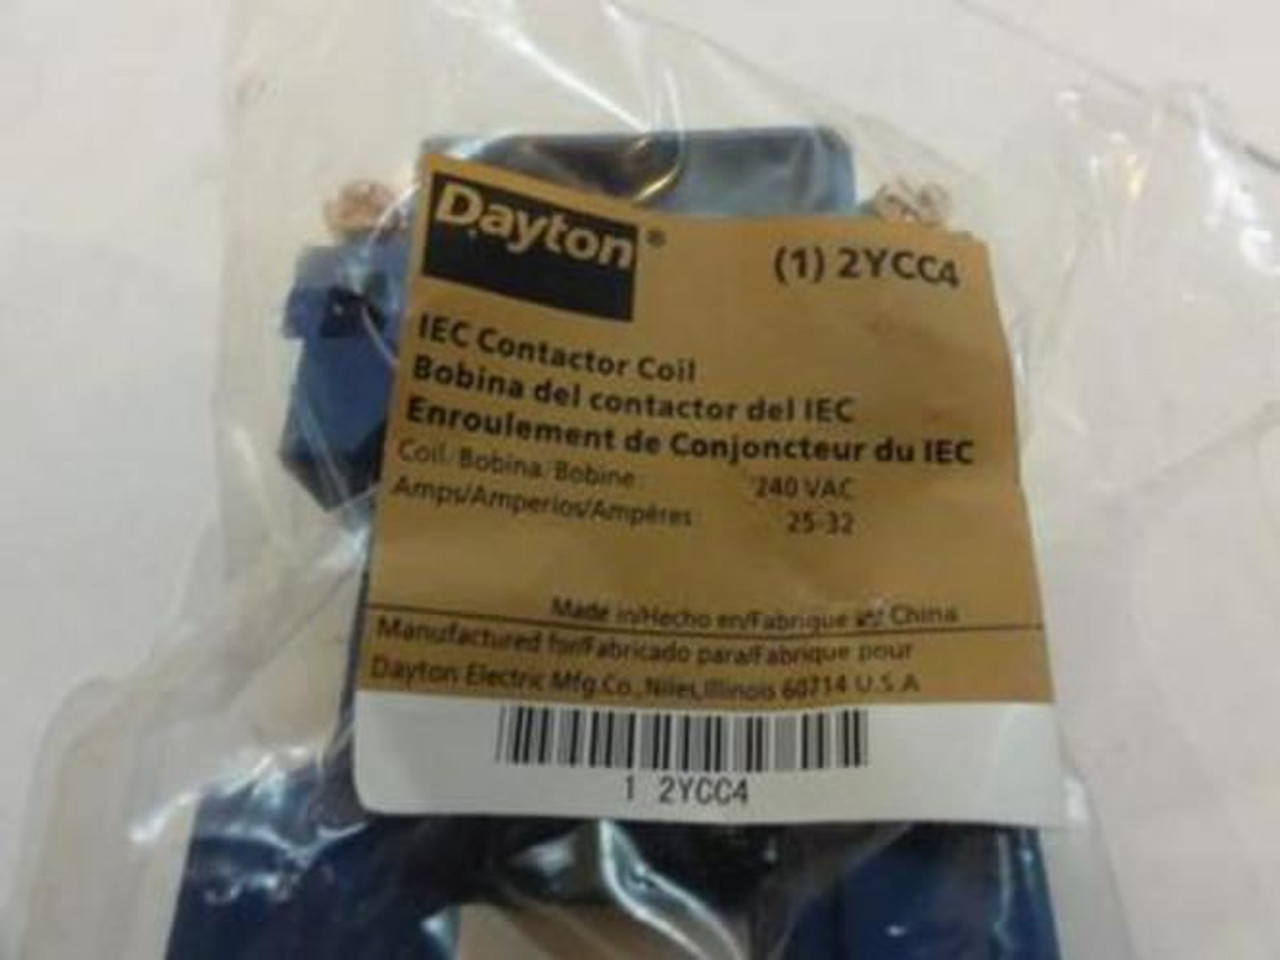 Dayton®
(1) 2YCC4
IEC Contactor Coil
Bobina del contactor del IEC
Enroulement de Conjoncteur du IEC
Coil/Bobina/Bobine: 240 VAC
Amps/Amperios/Ampères 25-32
Made in/Hecho en/Fabrique China
Manufactured for/Fabricado para/Fabrique pour
Dayton Electric Mfg.Co., Niles, Illinois 60714 U.S.A
1 2YCC4